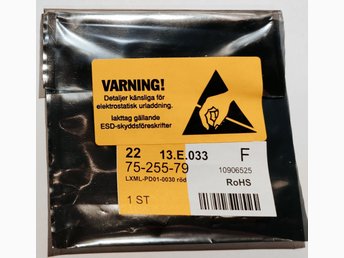 VARNING!
Detaljer känsliga för
elektrostatisk urladdning.
Iakttag gällande
ESD-skyddsföreskrifter
22 13.E.033 F
75-255-79
10906525
LXML-PD01-0030 röd
RoHS
1 ST